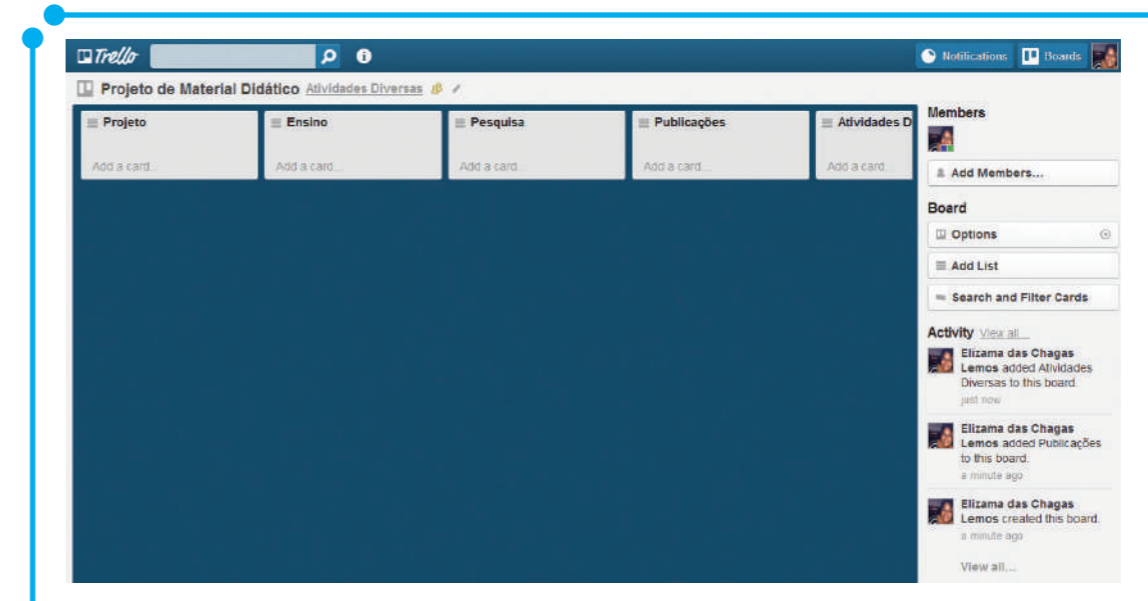 Trello
Notifications
Boards
Projeto de Material Didático Atividades Diversas
Projeto
Ensino
Pesquisa
Publicações
Atividades D
Add a card...
Add a card...
Add a card...
Add a card...
Add a card...
Members
Add Members...
Board
Options
Add List
Search and Filter Cards
Activity View all...
Elizama das Chagas
Lemos added Atividades
Diversas to this board.
just now
Elizama das Chagas
Lemos added Publicações
to this board.
a minute ago
Elizama das Chagas
Lemos created this board.
a minute ago
View all...